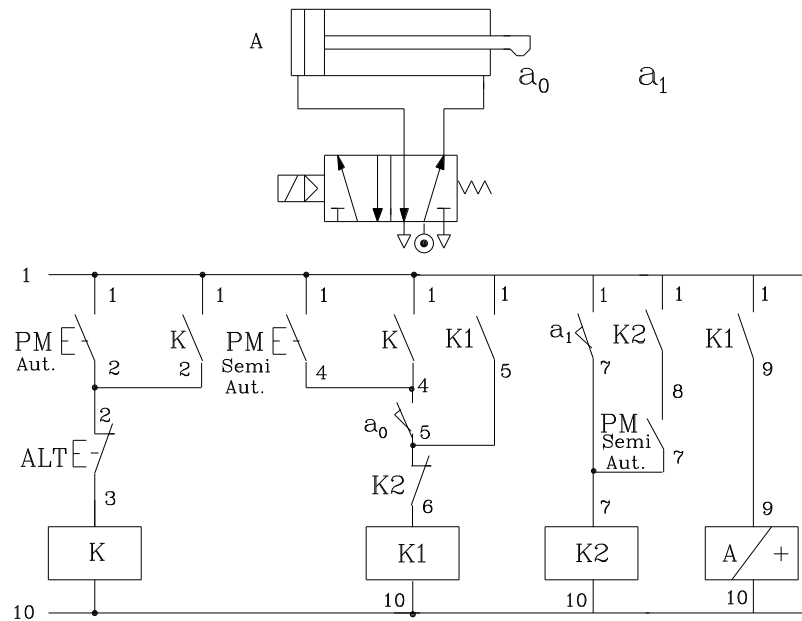 A
a0 a1
1
1 1 1 1 1 1 1 1
PM Aut. K PM Semi Aut. K K1 a1 K2 K1
2 2 4 4 5 7 8 9
2 a0 5 PM Semi Aut. 7
ALT K2
3 6 7 9
K K1 K2 A +
10 10 10
10